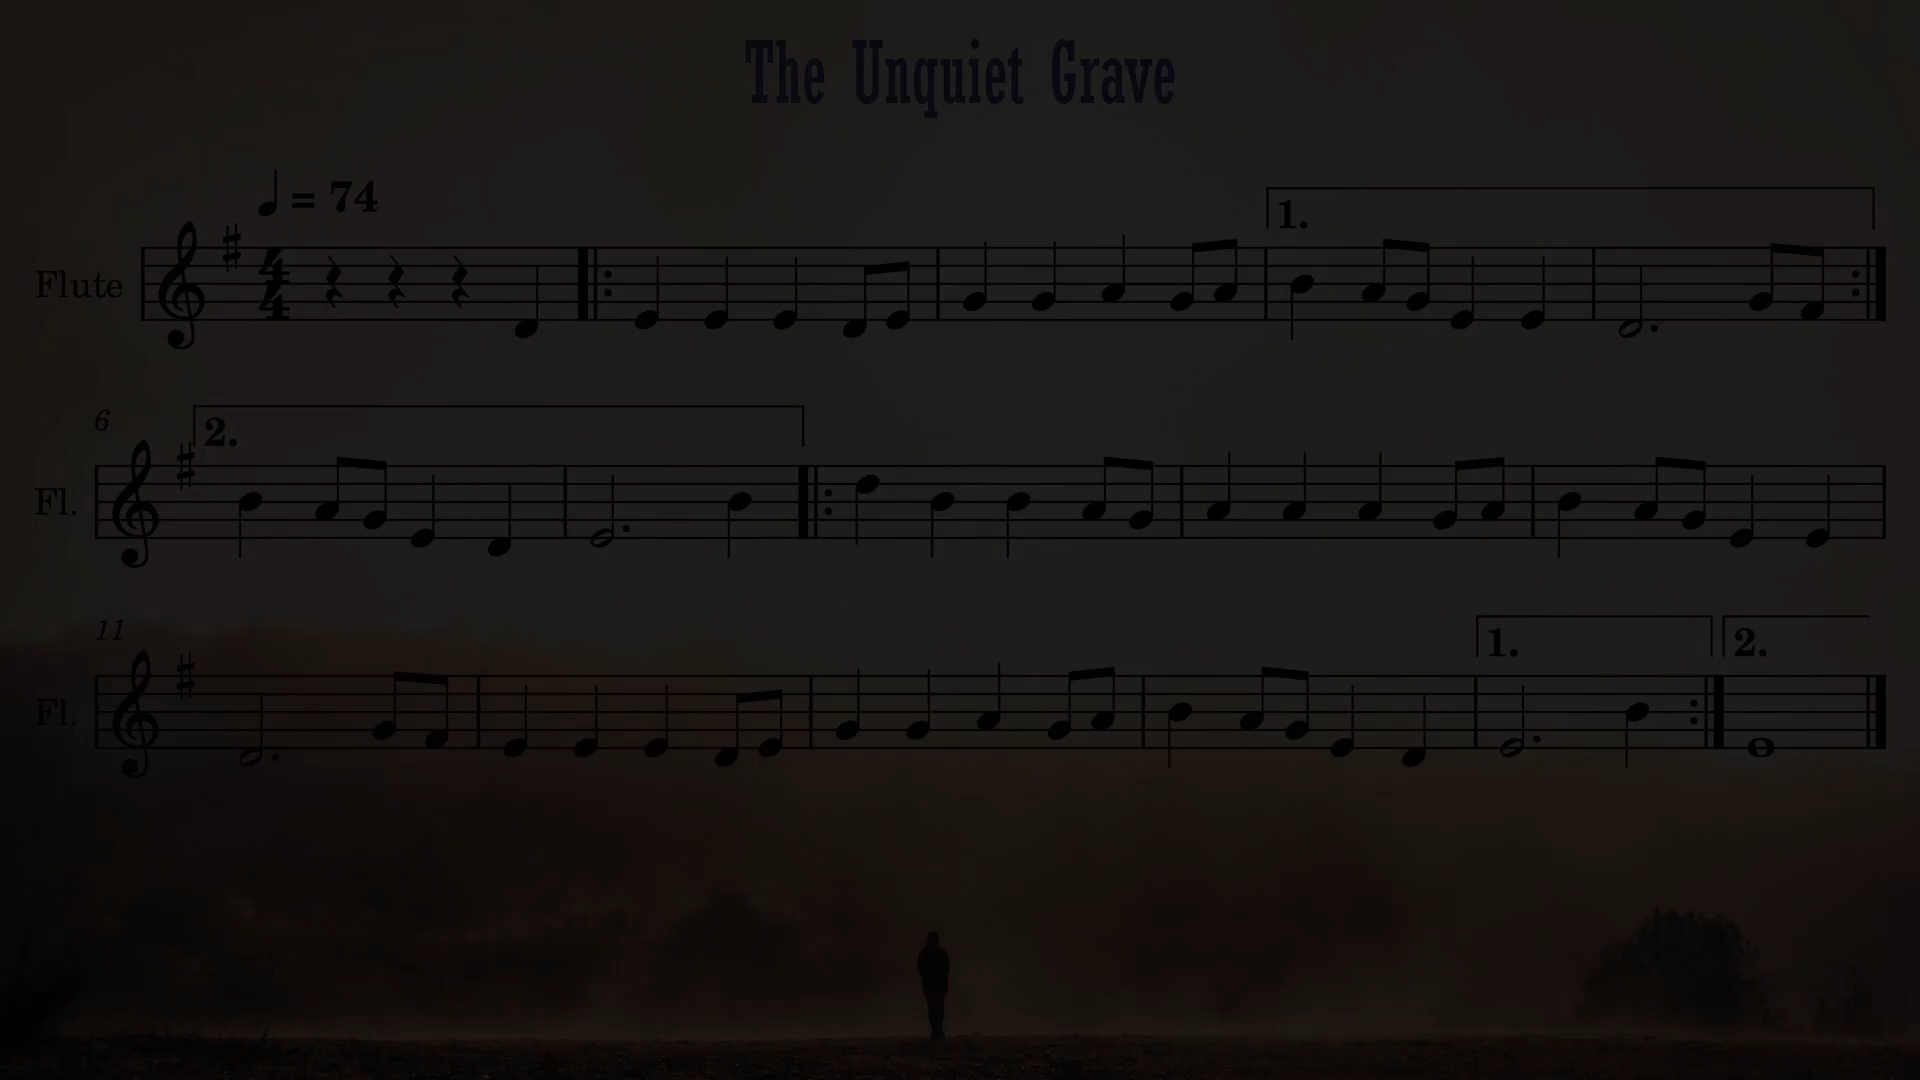 The Unquiet Grave
= 74
1.
Flute
6
2.
Fl.
11
1. 2.
Fl.